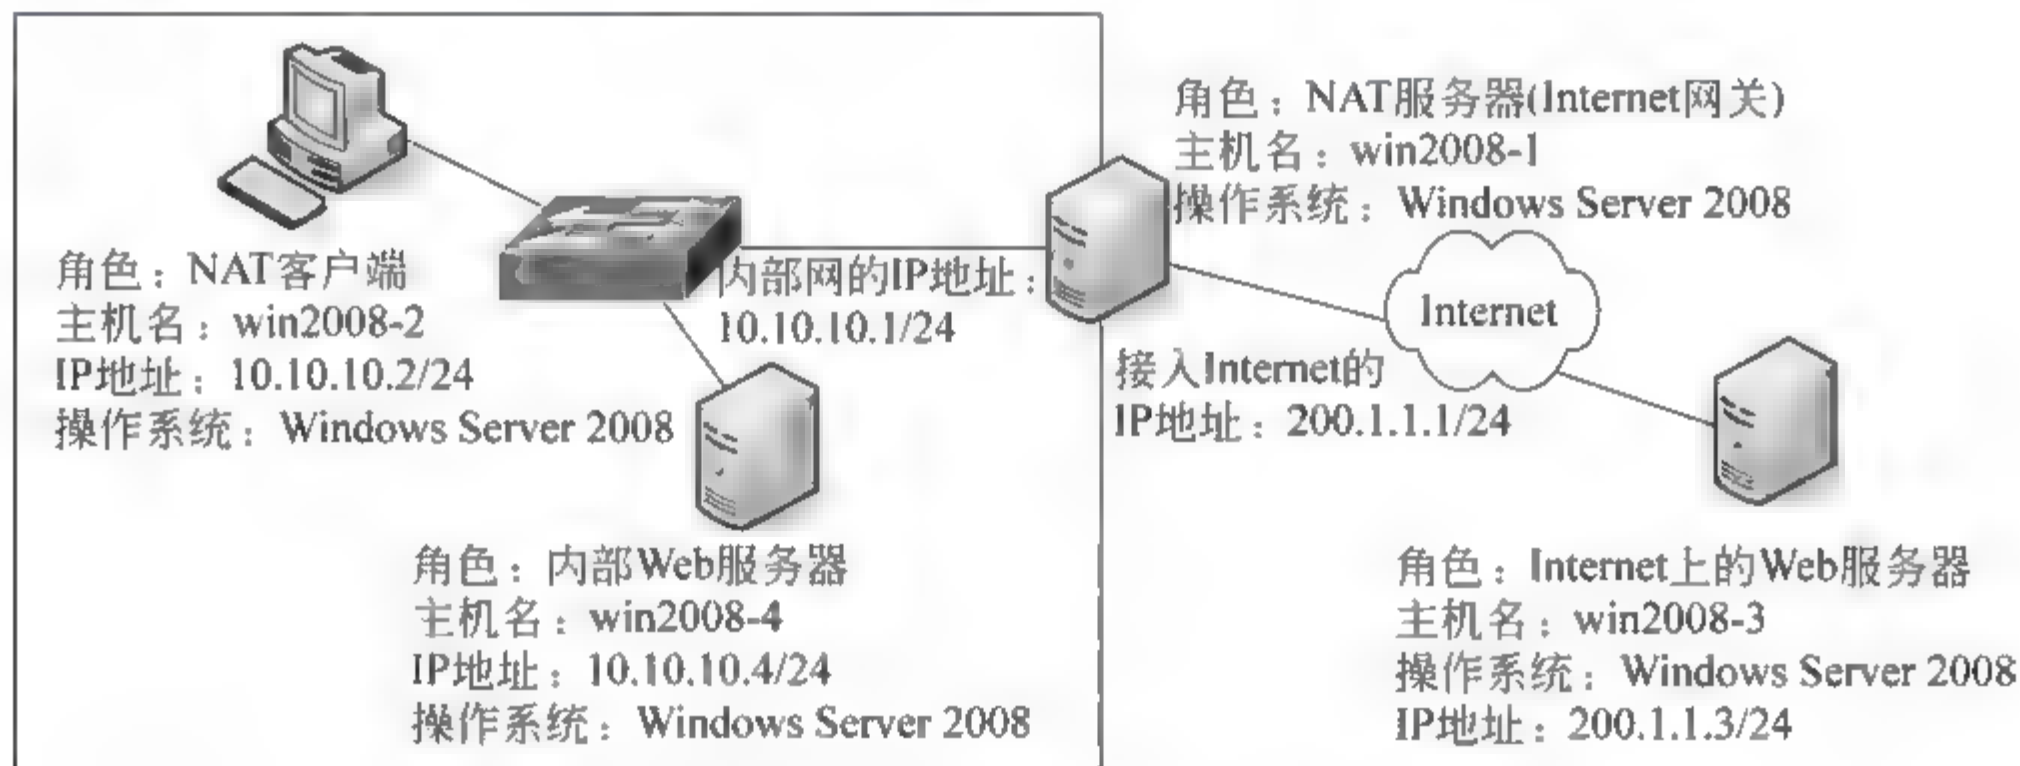 角色：NAT客户端
主机名：win2008-2
IP地址：10.10.10.2/24
操作系统：Windows Server 2008
内部网的IP地址：
10.10.10.1/24
角色：NAT服务器(Internet网关)
主机名：win2008-1
操作系统：Windows Server 2008
Internet
接入Internet的
IP地址：200.1.1.1/24
角色：内部Web服务器
主机名：win2008-4
IP地址：10.10.10.4/24
操作系统：Windows Server 2008
角色：Internet上的Web服务器
主机名：win2008-3
操作系统：Windows Server 2008
IP地址：200.1.1.3/24